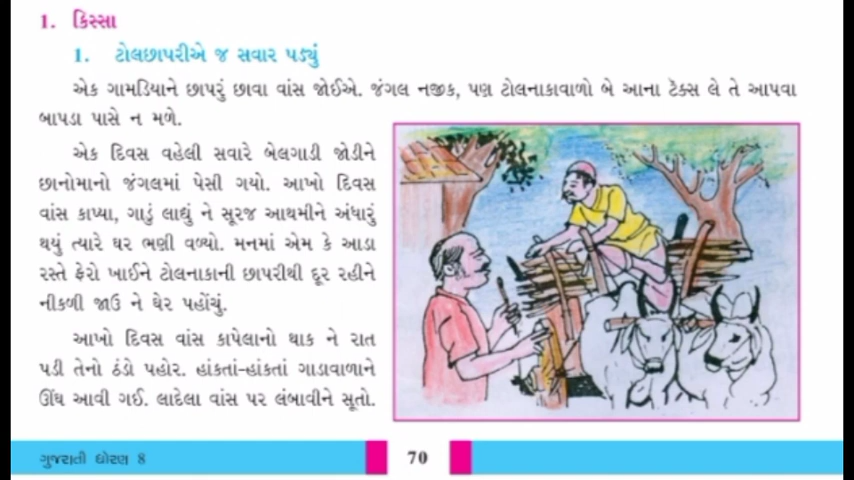 1. કિસ્સા
1. ટોલછાપરીએ જ સવાર પડ્યું
એક ગામડિયાને છાપરું છાવા વાંસ જોઈએ. જંગલ નજીક, પણ ટોલનાકાવાળો બે આના ટૅક્સ લે તે આપવા
બાપડા પાસે ન મળે.
એક દિવસ વહેલી સવારે બેલગાડી જોડીને
છાનોમાનો જંગલમાં પેસી ગયો. આખો દિવસ
વાંસ કાપ્યા, ગાડું લાદ્યું ને સૂરજ આથમીને અંધારું
થયું ત્યારે ઘર ભણી વળ્યો. મનમાં એમ કે આડા
રસ્તે ફેરો ખાઈને ટોલનાકાની છાપરીથી દૂર રહીને
નીકળી જાઉ ને ઘેર પહોંચું.
આખો દિવસ વાંસ કાપેલાનો થાક ને રાત
પડી તેનો ઠંડો પહોર. હાંકતાં-હાંકતાં ગાડાવાળાને
ઊંઘ આવી ગઈ. લાદેલા વાંસ પર લંબાવીને સૂતો.
ગુજરાતી ધોરણ 8
70